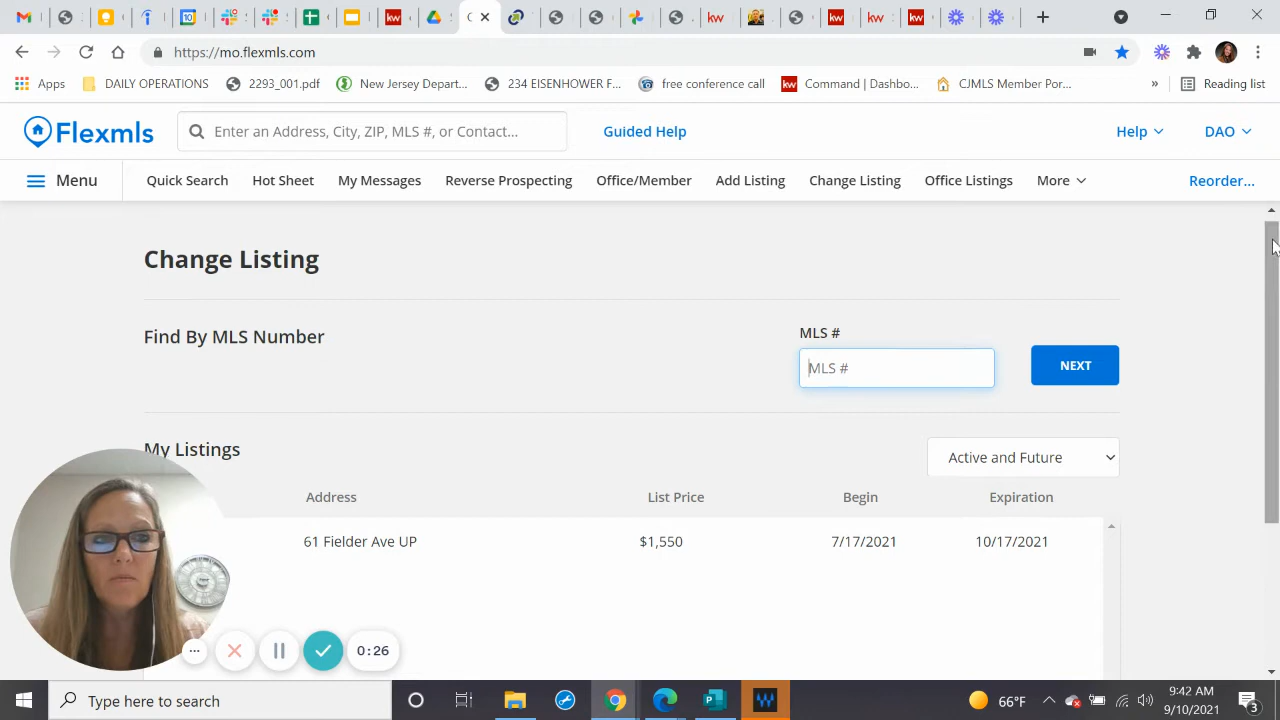 https://mo.flexmls.com
Apps
DAILY OPERATIONS
2293_001.pdf
New Jersey Depart...
234 EISENHOWER F...
free conference call
Command | Dashbo...
CJMLS Member Por...
»
Reading list
Flexmls
Enter an Address, City, ZIP, MLS #, or Contact...
Guided Help
Help
DAO
Menu
Quick Search
Hot Sheet
My Messages
Reverse Prospecting
Office/Member
Add Listing
Change Listing
Office Listings
More
Reorder...
Change Listing
Find By MLS Number
MLS #
MLS #
NEXT
My Listings
Active and Future
Address
List Price
Begin
Expiration
61 Fielder Ave UP
$1,550
7/17/2021
10/17/2021
0:26
Type here to search
66°F
9:42 AM
9/10/2021
3